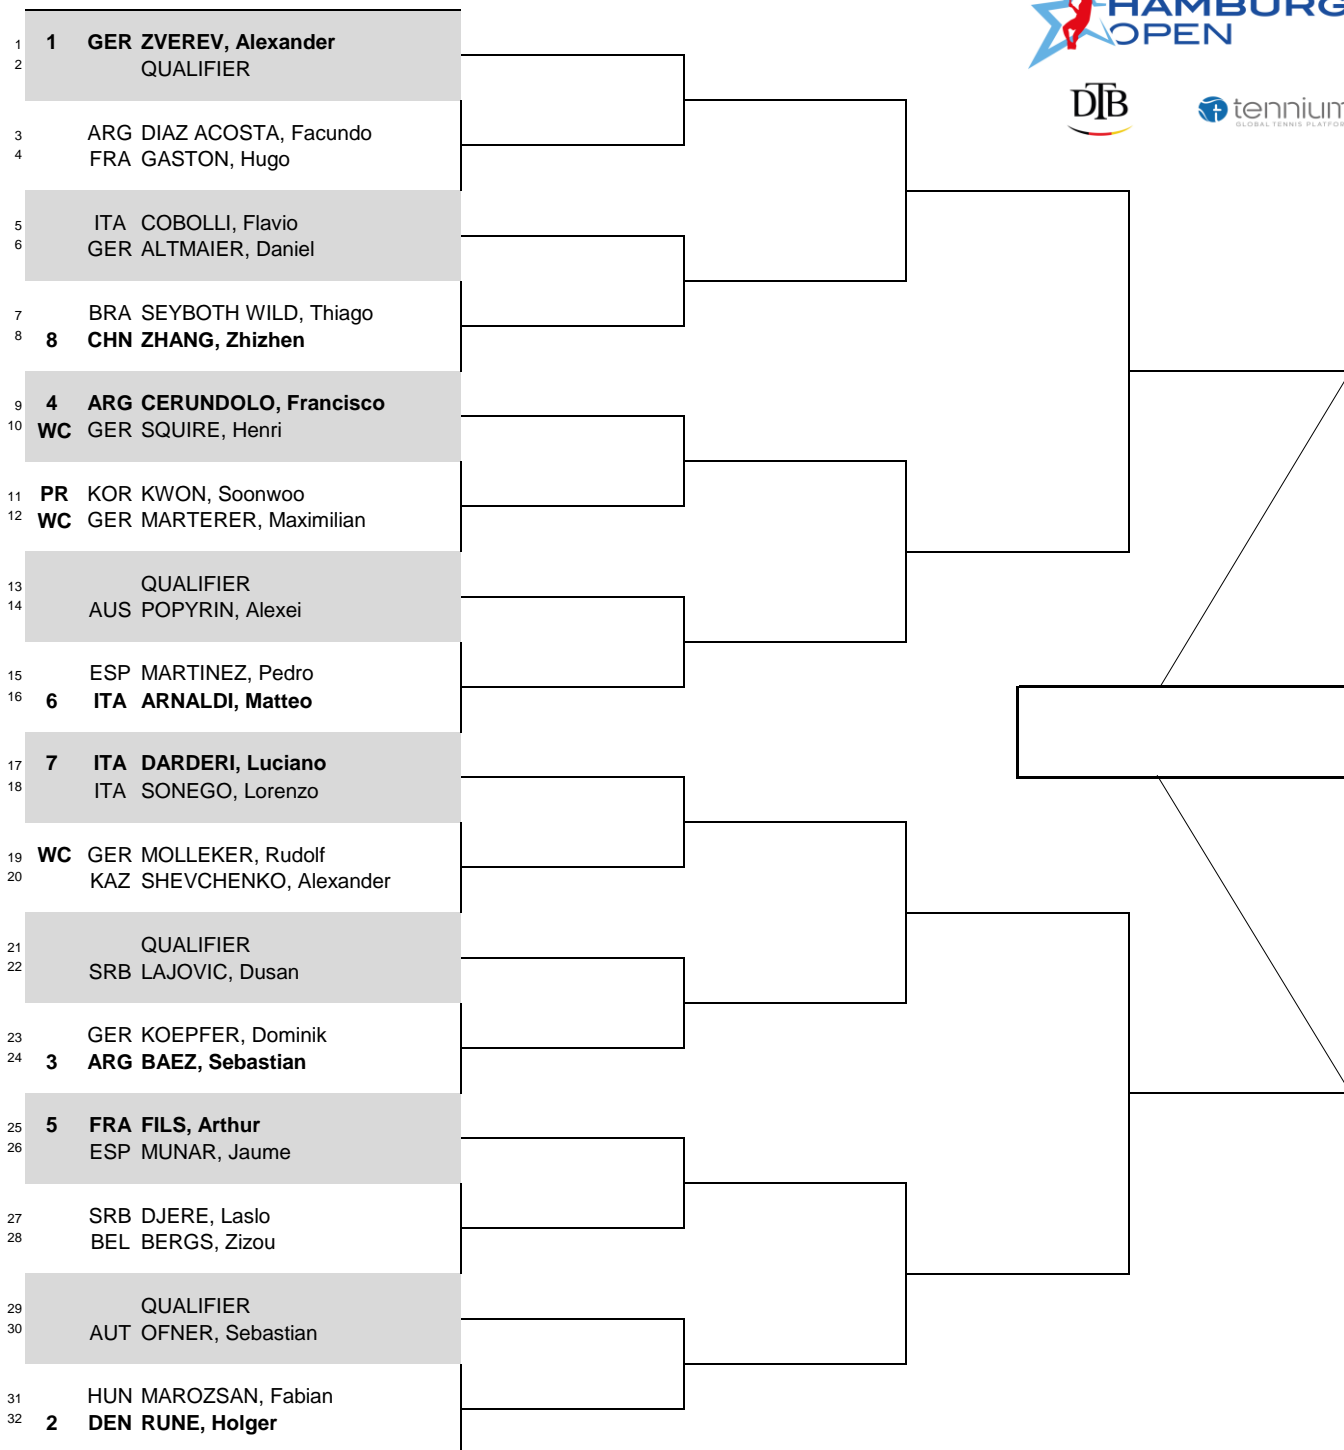 HAMBURG
OPEN
DTB
tennium
GLOBAL TENNIS PLATFOR
1 1 GER ZVEREV, Alexander
2 QUALIFIER
3 ARG DIAZ ACOSTA, Facundo
4 FRA GASTON, Hugo
5 ITA COBOLLI, Flavio
6 GER ALTMAIER, Daniel
7 BRA SEYBOTH WILD, Thiago
8 8 CHN ZHANG, Zhizhen
9 4 ARG CERUNDOLO, Francisco
10 WC GER SQUIRE, Henri
11 PR KOR KWON, Soonwoo
12 WC GER MARTERER, Maximilian
13 QUALIFIER
14 AUS POPYRIN, Alexei
15 ESP MARTINEZ, Pedro
16 6 ITA ARNALDI, Matteo
17 7 ITA DARDERI, Luciano
18 ITA SONEGO, Lorenzo
19 WC GER MOLLEKER, Rudolf
20 KAZ SHEVCHENKO, Alexander
21 QUALIFIER
22 SRB LAJOVIC, Dusan
23 GER KOEPFER, Dominik
24 3 ARG BAEZ, Sebastian
25 5 FRA FILS, Arthur
26 ESP MUNAR, Jaume
27 SRB DJERE, Laslo
28 BEL BERGS, Zizou
29 QUALIFIER
30 AUT OFNER, Sebastian
31 HUN MAROZSAN, Fabian
32 2 DEN RUNE, Holger